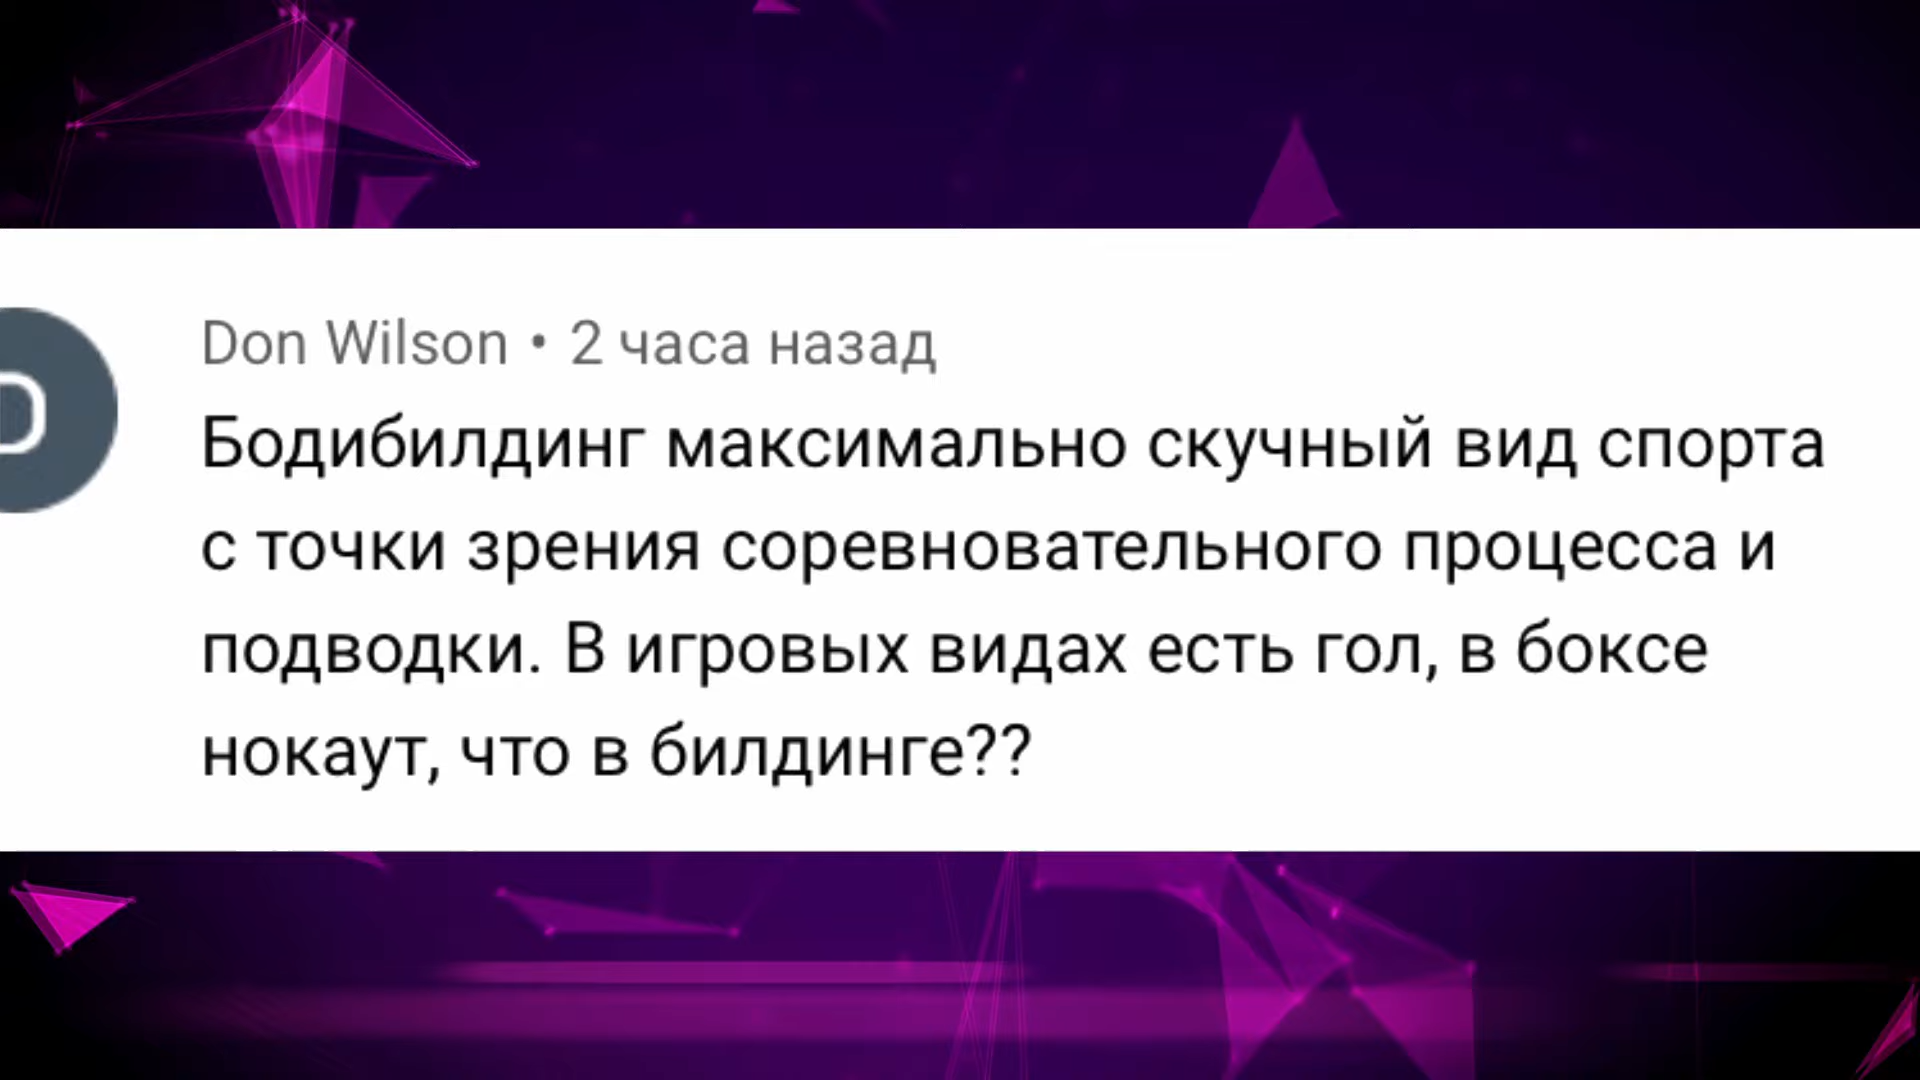 D
Don Wilson • 2 часа назад
Бодибилдинг максимально скучный вид спорта
с точки зрения соревновательного процесса и
подводки. В игровых видах есть гол, в боксе
нокаут, что в билдинге??